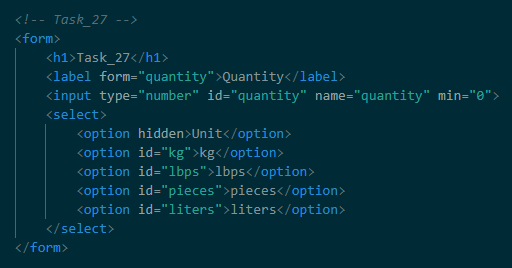 <!-- Task_27 -->
<form>
<h1>Task_27</h1>
<label form="quantity">Quantity</label>
<input type="number" id="quantity" name="quantity" min="0">
<select>
<option hidden>Unit</option>
<option id="kg">kg</option>
<option id="lbps">lbps</option>
<option id="pieces">pieces</option>
<option id="liters">liters</option>
</select>
</form>